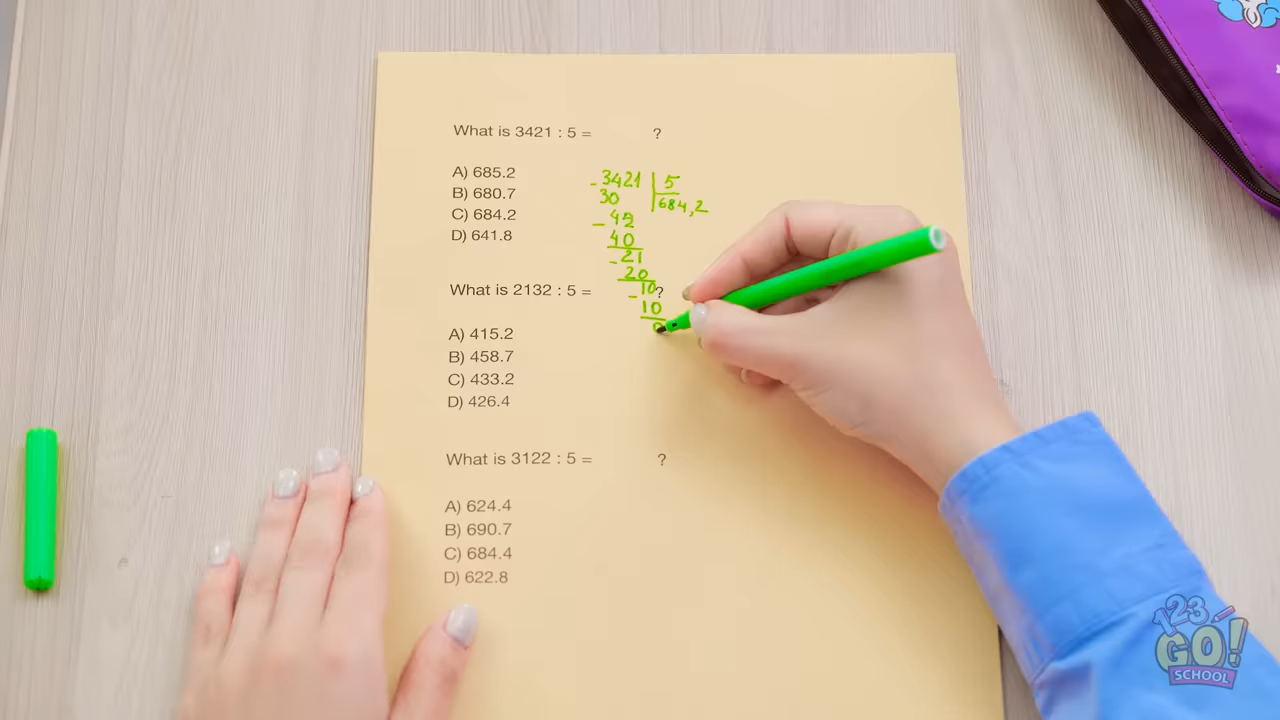 What is 3421 : 5 = ?
A) 685.2
B) 680.7
C) 684.2
D) 641.8
-3421 | 5
30 684,2
- 42
40
- 21
20
10
- 10
0
What is 2132 : 5 = ?
A) 415.2
B) 458.7
C) 433.2
D) 426.4
What is 3122 : 5 = ?
A) 624.4
B) 690.7
C) 684.4
D) 622.8
123
GO!
SCHOOL